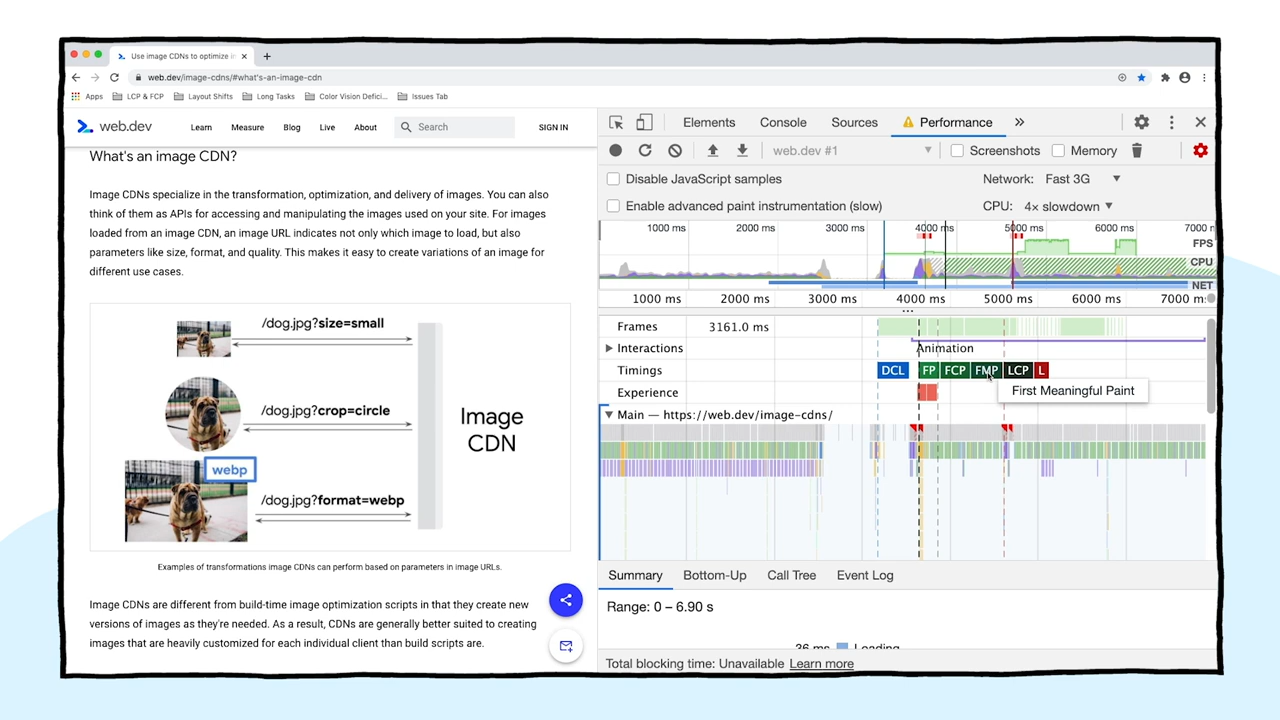 Use image CDNs to optimize i
web.dev/image-cdns/#what's-an-image-cdn
Apps LCP & FCP Layout Shifts Long Tasks Color Vision Defici... Issues Tab
web.dev Learn Measure Blog Live About Search SIGN IN
What's an image CDN?
Image CDNs specialize in the transformation, optimization, and delivery of images. You can also
think of them as APIs for accessing and manipulating the images used on your site. For images
loaded from an image CDN, an image URL indicates not only which image to load, but also
parameters like size, format, and quality. This makes it easy to create variations of an image for
different use cases.
/dog.jpg?size=small
/dog.jpg?crop=circle
Image
CDN
webp
/dog.jpg?format=webp
Examples of transformations image CDNs can perform based on parameters in image URLs.
Image CDNs are different from build-time image optimization scripts in that they create new
versions of images as they're needed. As a result, CDNs are generally better suited to creating
images that are heavily customized for each individual client than build scripts are.
Elements Console Sources Performance
web.dev #1 Screenshots Memory
Disable JavaScript samples Network: Fast 3G
Enable advanced paint instrumentation (slow) CPU: 4× slowdown
1000 ms 2000 ms 3000 ms 4000 ms 5000 ms 6000 ms 7000 n
FPS
CPU
NET
1000 ms 2000 ms 3000 ms 4000 ms 5000 ms 6000 ms 7000 m
Frames 3161.0 ms
Interactions Animation
Timings DCL FP FCP FMP LCP L
Experience First Meaningful Paint
Main — https://web.dev/image-cdns/
Summary Bottom-Up Call Tree Event Log
Range: 0 – 6.90 s
36 ms Loading
Total blocking time: Unavailable Learn more